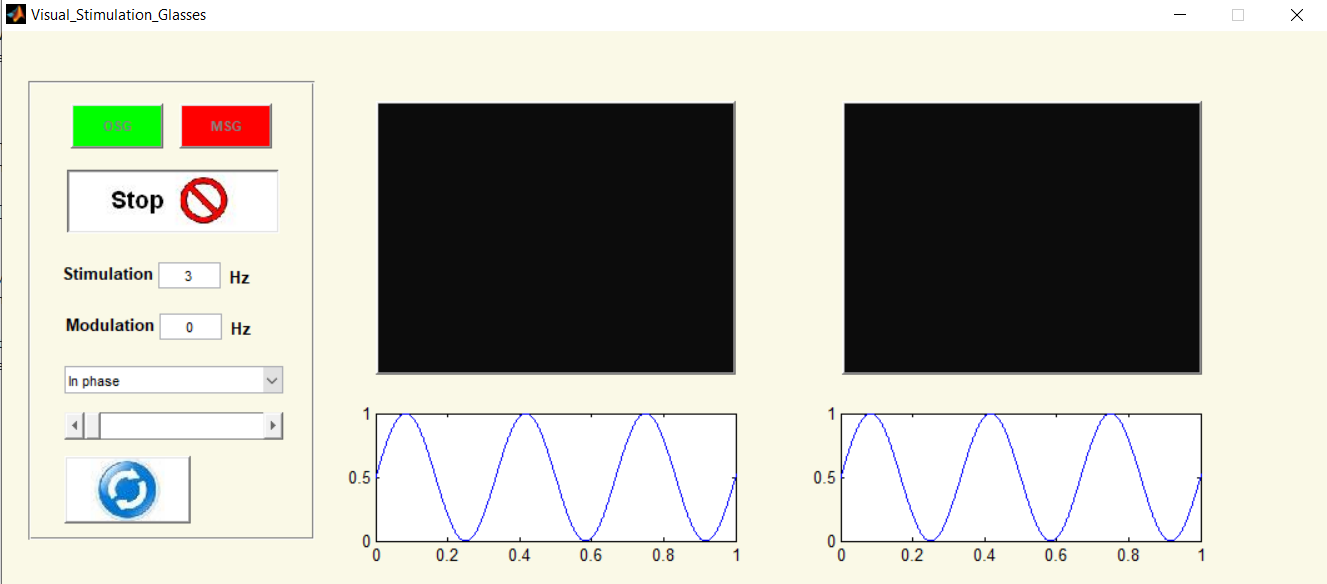 Visual_Stimulation_Glasses
OSG MSG
Stop
Stimulation 3 Hz
Modulation 0 Hz
In phase
1
0.5
0
0 0.2 0.4 0.6 0.8 1
1
0.5
0
0 0.2 0.4 0.6 0.8 1